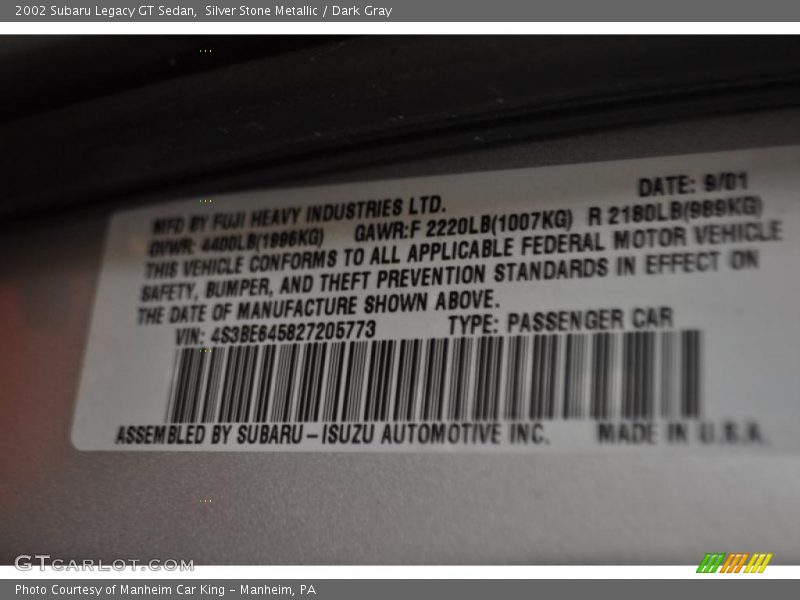 2002 Subaru Legacy GT Sedan,  Silver Stone Metallic / Dark Gray
DATE: 9/01
MFD BY FUJI HEAVY INDUSTRIES LTD.
GVWR: 4400LB(1996KG) GAWR:F 2220LB(1007KG) R 2180LB(989KG)
THIS VEHICLE CONFORMS TO ALL APPLICABLE FEDERAL MOTOR VEHICLE
SAFETY, BUMPER, AND THEFT PREVENTION STANDARDS IN EFFECT ON
THE DATE OF MANUFACTURE SHOWN ABOVE.
VIN: 4S3BE645827205773 TYPE: PASSENGER CAR
ASSEMBLED BY SUBARU-ISUZU AUTOMOTIVE INC. MADE IN U.S.A.
GTCARLOT.COM
Photo Courtesy of Manheim Car King - Manheim, PA